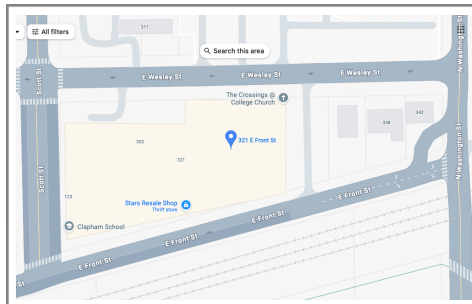 311
All filters
Search this area
Scott St
E Wesley St
E Wesley St
N Washington St
The Crossings @
College Church
302
321
321 E Front St
338
342
Scott St
123
Stars Resale Shop
Thrift store
Clapham School
E Front St
E Front St
E Front St
E Front St
N Washington St